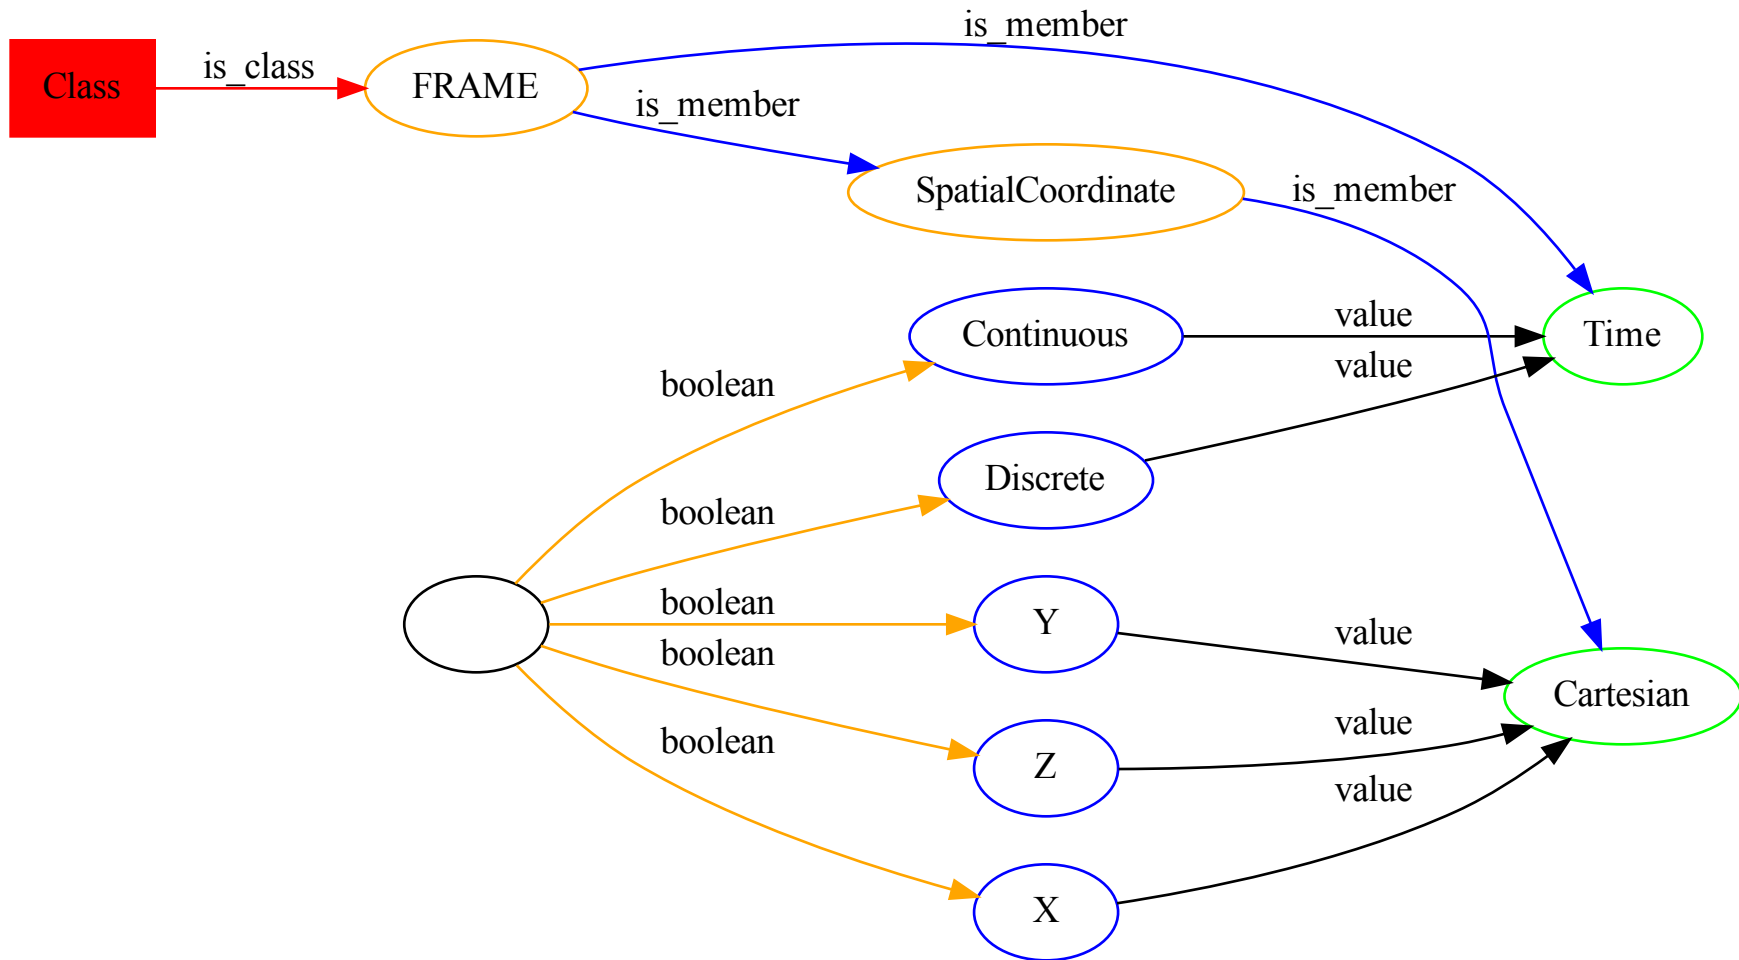 is_member
Class
is_class
FRAME
is_member
SpatialCoordinate
is_member
Continuous
value
Time
boolean
value
Discrete
boolean
boolean
Y
value
boolean
Cartesian
value
boolean
Z
value
X